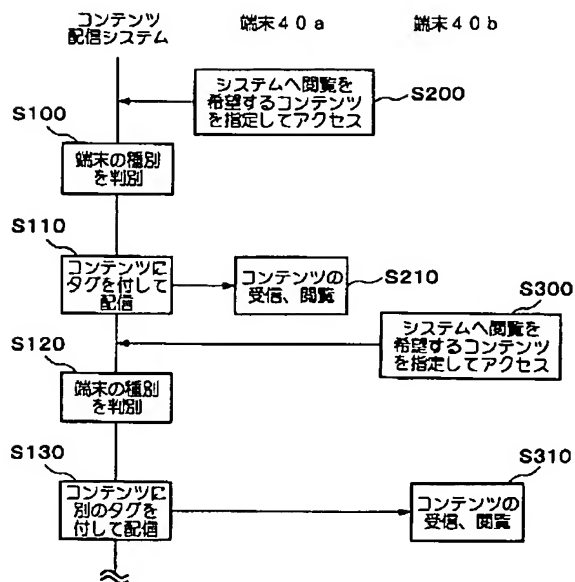 コンテンツ
配信システム
端末40a
端末40b
システムへ閲覧を
希望するコンテンツ
を指定してアクセス
S200
S100
端末の種別
を判別
S110
コンテンツに
タグを付して
配信
コンテンツの
受信、閲覧
S210
S300
システムへ閲覧を
希望するコンテンツ
を指定してアクセス
S120
端末の種別
を判別
S130
コンテンツに
別のタグを
付して配信
S310
コンテンツの
受信、閲覧